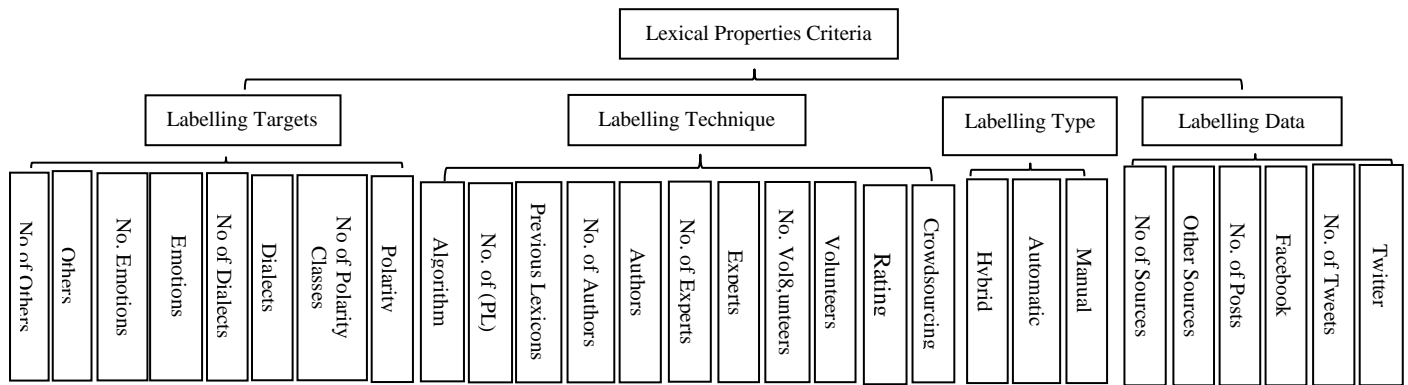 Lexical Properties Criteria
Labelling Targets
Labelling Technique
Labelling Type
Labelling Data
No of Others
Others
No. Emotions
Emotions
No of Dialects
Dialects
No of Polarity
Classes
Polarity
Algorithm
No. of (PL)
Previous Lexicons
No. of Authors
Authors
No. of Experts
Experts
No. Vol8,unteers
Volunteers
Rating
Crowdsourcing
Hybrid
Automatic
Manual
No of Sources
Other Sources
No. of Posts
Facebook
No. of Tweets
Twitter